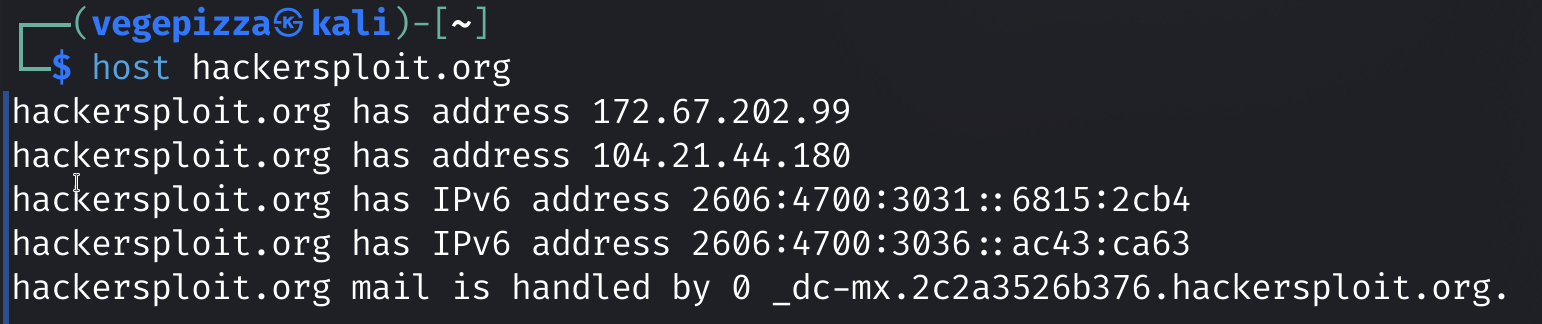 (vegepizza㉿kali)-[~]
$ host hackersploit.org
hackersploit.org has address 172.67.202.99
hackersploit.org has address 104.21.44.180
hackersploit.org has IPv6 address 2606:4700:3031::6815:2cb4
hackersploit.org has IPv6 address 2606:4700:3036::ac43:ca63
hackersploit.org mail is handled by 0 _dc-mx.2c2a3526b376.hackersploit.org.